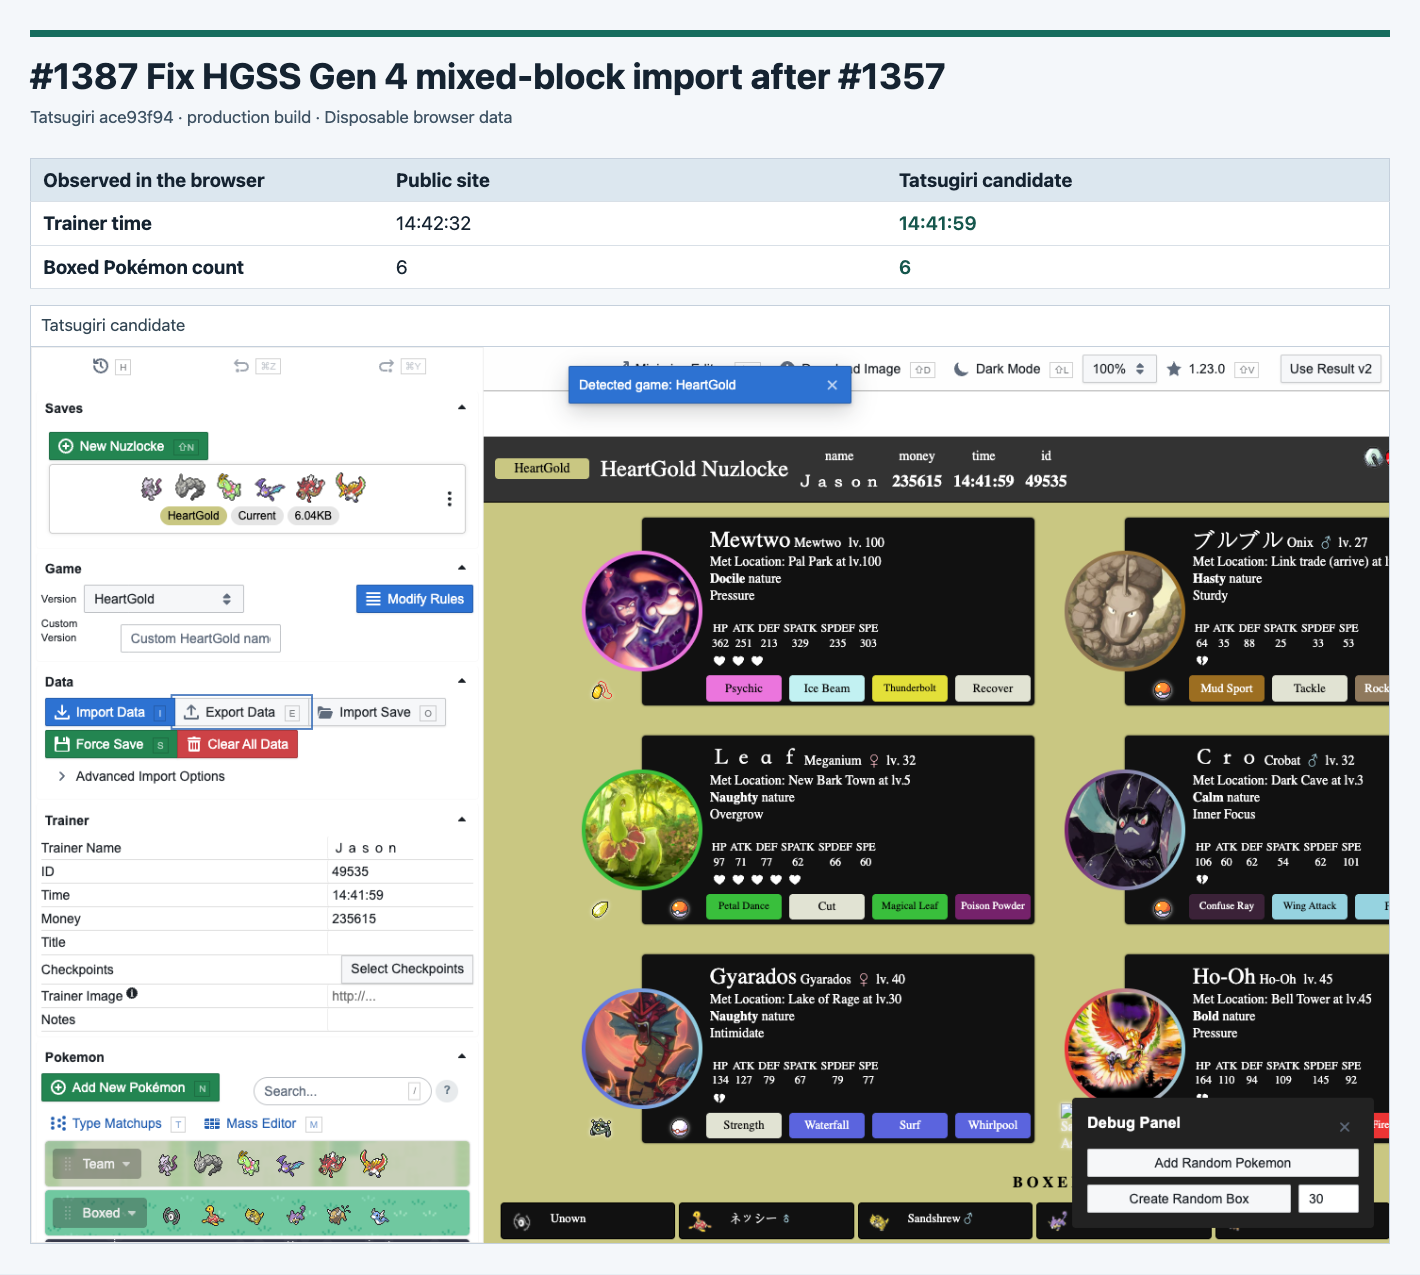 #1387 Fix HGSS Gen 4 mixed-block import after #1357
Tatsugiri ace93f94 · production build · Disposable browser data
Observed in the browser Public site Tatsugiri candidate
Trainer time 14:42:32 14:41:59
Boxed Pokémon count 6 6
Tatsugiri candidate
H ⌘Z ⌘Y
Image ⇧D Dark Mode ⇧L 100% 1.23.0 ⇧V Use Result v2
Detected game: HeartGold
Saves
New Nuzlocke ⇧N
HeartGold Current 6.04KB
Game
Version HeartGold Modify Rules
Custom Version Custom HeartGold nam
Data
Import Data I Export Data E Import Save O
Force Save S Clear All Data
Advanced Import Options
Trainer
Trainer Name Ｊａｓｏｎ
ID 49535
Time 14:41:59
Money 235615
Title
Checkpoints Select Checkpoints
Trainer Image http://...
Notes
Pokemon
Add New Pokémon N Search... / ?
Type Matchups T Mass Editor M
Team
Boxed
HeartGold HeartGold Nuzlocke
name money time id
Ｊａｓｏｎ 235615 14:41:59 49535
Mewtwo Mewtwo lv. 100
Met Location: Pal Park at lv.100
Docile nature
Pressure
HP ATK DEF SPATK SPDEF SPE
362 251 213 329 235 303
Psychic Ice Beam Thunderbolt Recover
ブルブル Onix ♂ lv. 27
Met Location: Link trade (arrive) at l
Hasty nature
Sturdy
HP ATK DEF SPATK SPDEF SPE
64 35 88 25 33 53
Mud Sport Tackle Rock
Ｌｅａｆ Meganium ♀ lv. 32
Met Location: New Bark Town at lv.5
Naughty nature
Overgrow
HP ATK DEF SPATK SPDEF SPE
97 71 77 62 66 60
Petal Dance Cut Magical Leaf Poison Powder
Ｃｒｏ Crobat ♂ lv. 32
Met Location: Dark Cave at lv.3
Calm nature
Inner Focus
HP ATK DEF SPATK SPDEF SPE
106 60 62 54 62 101
Confuse Ray Wing Attack
Gyarados Gyarados ♀ lv. 40
Met Location: Lake of Rage at lv.30
Naughty nature
Intimidate
HP ATK DEF SPATK SPDEF SPE
134 127 79 67 79 77
Strength Waterfall Surf Whirlpool
Ho-Oh Ho-Oh lv. 45
Met Location: Bell Tower at lv.45
Bold nature
Pressure
HP ATK DEF SPATK SPDEF SPE
164 110 94 109 145 92
Fire
BOXE
Unown ネッシー Sandshrew ♂
Debug Panel
Add Random Pokemon
Create Random Box 30